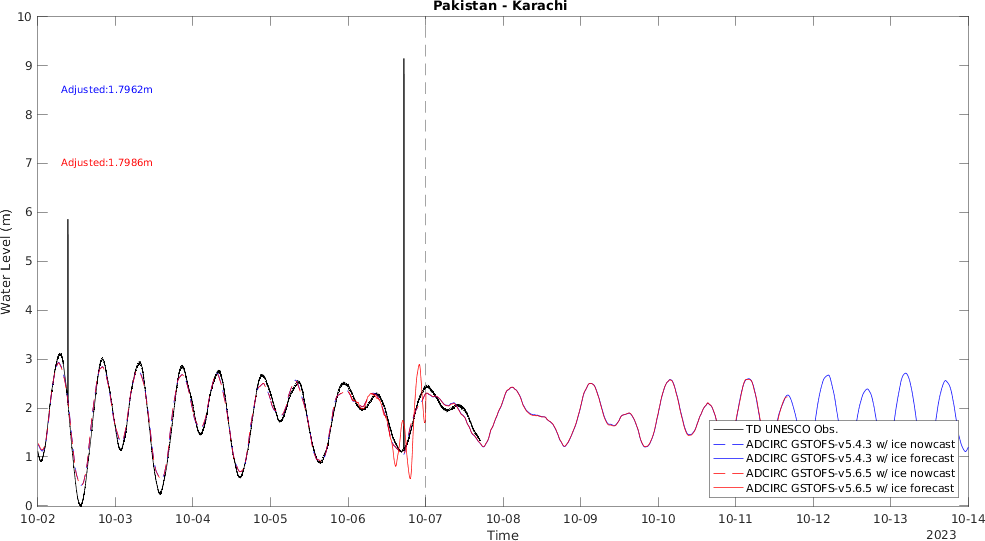 Pakistan - Karachi
10
9
8
7
6
5
4
3
2
1
0
Water Level (m)
Adjusted:1.7962m
Adjusted:1.7986m
TD UNESCO Obs.
ADCIRC GSTOFS-v5.4.3 w/ ice nowcast
ADCIRC GSTOFS-v5.4.3 w/ ice forecast
ADCIRC GSTOFS-v5.6.5 w/ ice nowcast
ADCIRC GSTOFS-v5.6.5 w/ ice forecast
10-02 10-03 10-04 10-05 10-06 10-07 10-08 10-09 10-10 10-11 10-12 10-13 10-14
Time
2023